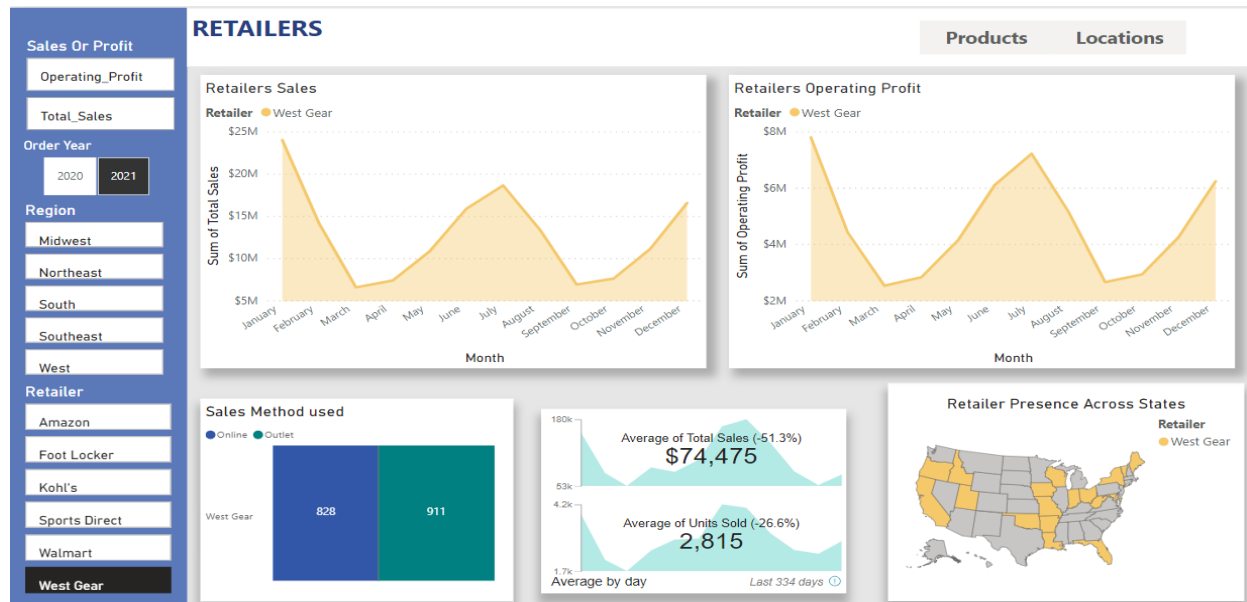 RETAILERS
Products
Locations
Sales Or Profit
Operating_Profit
Total_Sales
Order Year
2020 2021
Region
Midwest
Northeast
South
Southeast
West
Retailer
Amazon
Foot Locker
Kohl's
Sports Direct
Walmart
West Gear
Retailers Sales
Retailer West Gear
$25M
$20M
$15M
$10M
$5M
Sum of Total Sales
January February March April May June July August September October November December
Month
Retailers Operating Profit
Retailer West Gear
$8M
$6M
$4M
$2M
Sum of Operating Profit
January February March April May June July August September October November December
Month
Sales Method used
Online Outlet
West Gear
828 911
180k
Average of Total Sales (-51.3%)
$74,475
53k
4.2k
Average of Units Sold (-26.6%)
2,815
1.7k
Average by day
Last 334 days
Retailer Presence Across States
Retailer
West Gear